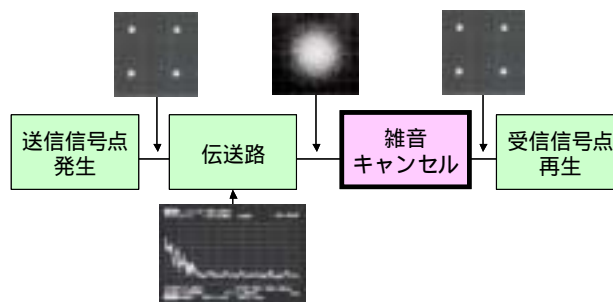 送信信号点
発生
伝送路
雑音
キャンセル
受信信号点
再生